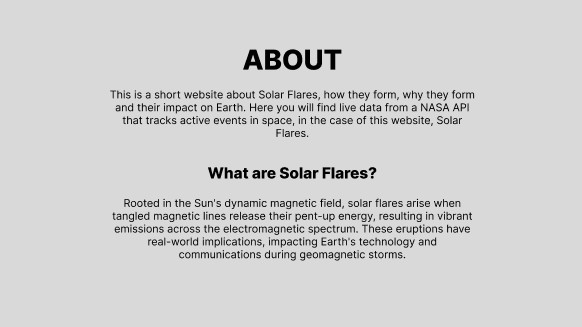 ABOUT
This is a short website about Solar Flares, how they form, why they form
and their impact on Earth. Here you will find live data from a NASA API
that tracks active events in space, in the case of this website, Solar
Flares.
What are Solar Flares?
Rooted in the Sun's dynamic magnetic field, solar flares arise when
tangled magnetic lines release their pent-up energy, resulting in vibrant
emissions across the electromagnetic spectrum. These eruptions have
real-world implications, impacting Earth's technology and
communications during geomagnetic storms.